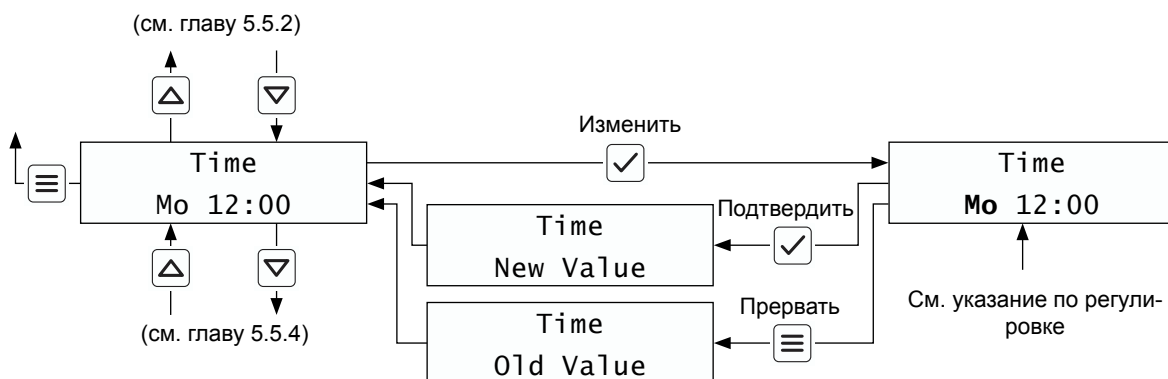 (см. главу 5.5.2)
Изменить
Time
Mo 12:00
Time
Mo 12:00
Подтвердить
Time
New Value
Прервать
Time
Old Value
(см. главу 5.5.4)
См. указание по регули-
ровке